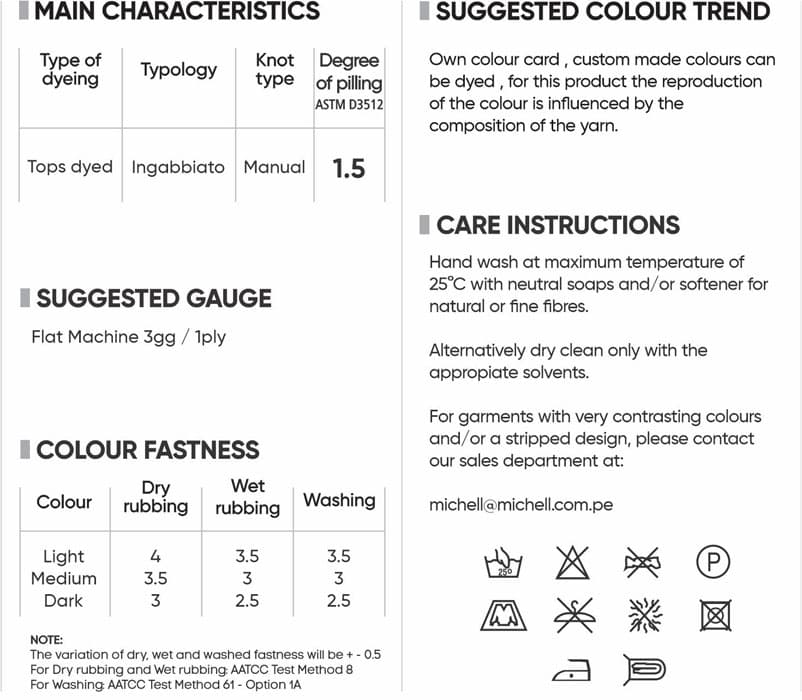 MAIN CHARACTERISTICS
Type of dyeing Typology Knot type Degree of pilling ASTM D3512
Tops dyed Ingabbiato Manual 1.5
SUGGESTED GAUGE
Flat Machine 3gg / 1ply
COLOUR FASTNESS
Colour Dry rubbing Wet rubbing Washing
Light 4 3.5 3.5
Medium 3.5 3 3
Dark 3 2.5 2.5
NOTE:
The variation of dry, wet and washed fastness will be + - 0.5
For Dry rubbing and Wet rubbing: AATCC Test Method 8
For Washing: AATCC Test Method 61 - Option 1A
SUGGESTED COLOUR TREND
Own colour card , custom made colours can
be dyed , for this product the reproduction
of the colour is influenced by the
composition of the yarn.
CARE INSTRUCTIONS
Hand wash at maximum temperature of
25°C with neutral soaps and/or softener for
natural or fine fibres.
Alternatively dry clean only with the
appropiate solvents.
For garments with very contrasting colours
and/or a stripped design, please contact
our sales department at:
michell@michell.com.pe
25º
P